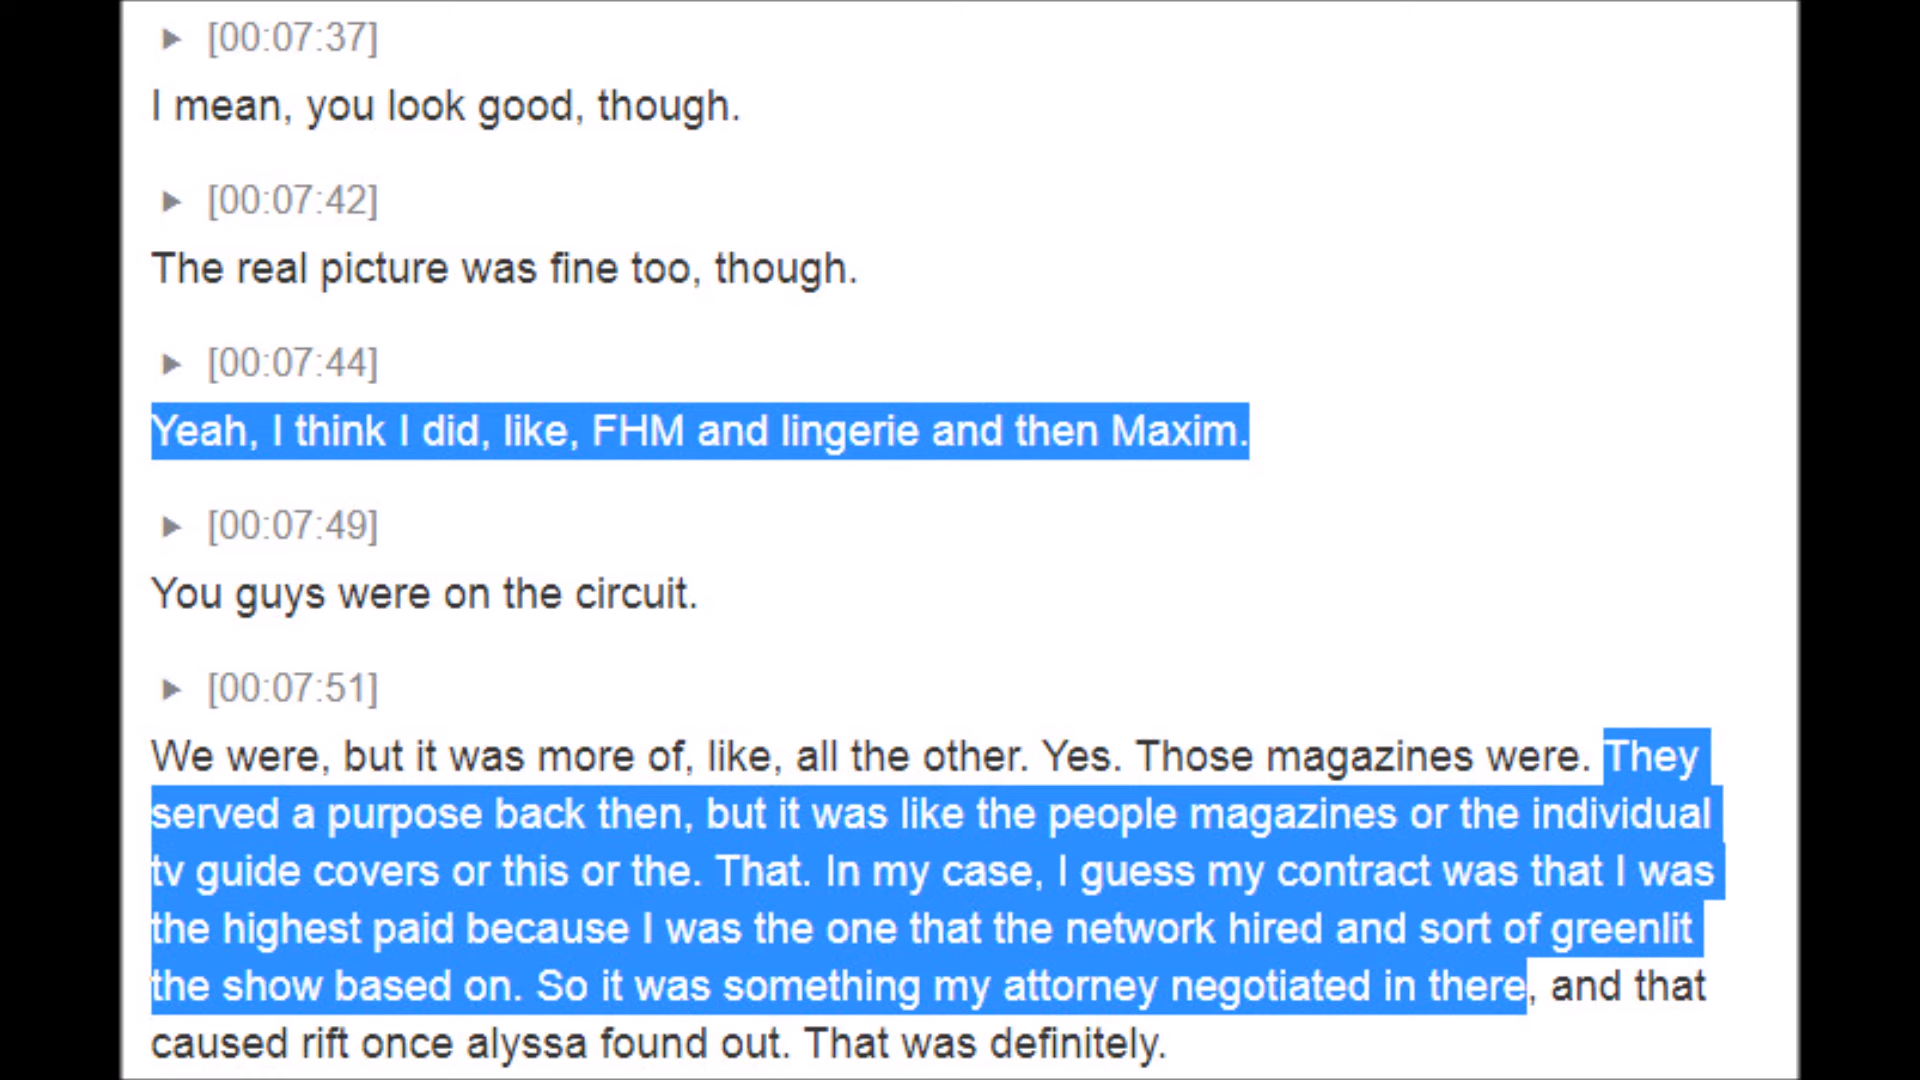 [00:07:37]
I mean, you look good, though.
[00:07:42]
The real picture was fine too, though.
[00:07:44]
Yeah, I think I did, like, FHM and lingerie and then Maxim.
[00:07:49]
You guys were on the circuit.
[00:07:51]
We were, but it was more of, like, all the other. Yes. Those magazines were. They
served a purpose back then, but it was like the people magazines or the individual
tv guide covers or this or the. That. In my case, I guess my contract was that I was
the highest paid because I was the one that the network hired and sort of greenlit
the show based on. So it was something my attorney negotiated in there, and that
caused rift once alyssa found out. That was definitely.